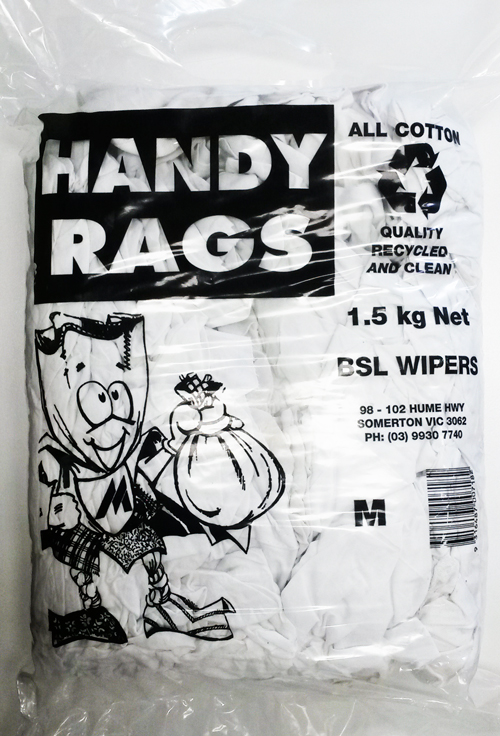 HANDY
RAGS
ALL COTTON
QUALITY
RECYCLED
AND CLEAN
1.5 kg Net
BSL WIPERS
98 - 102 HUME HWY
SOMERTON VIC 3062
PH: (03) 9930 7740
M
M